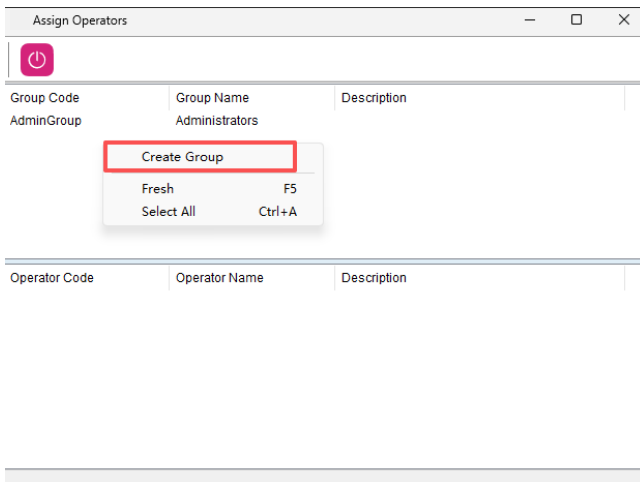 Assign Operators
Group Code Group Name Description
AdminGroup Administrators
Create Group
Fresh F5
Select All Ctrl+A
Operator Code Operator Name Description